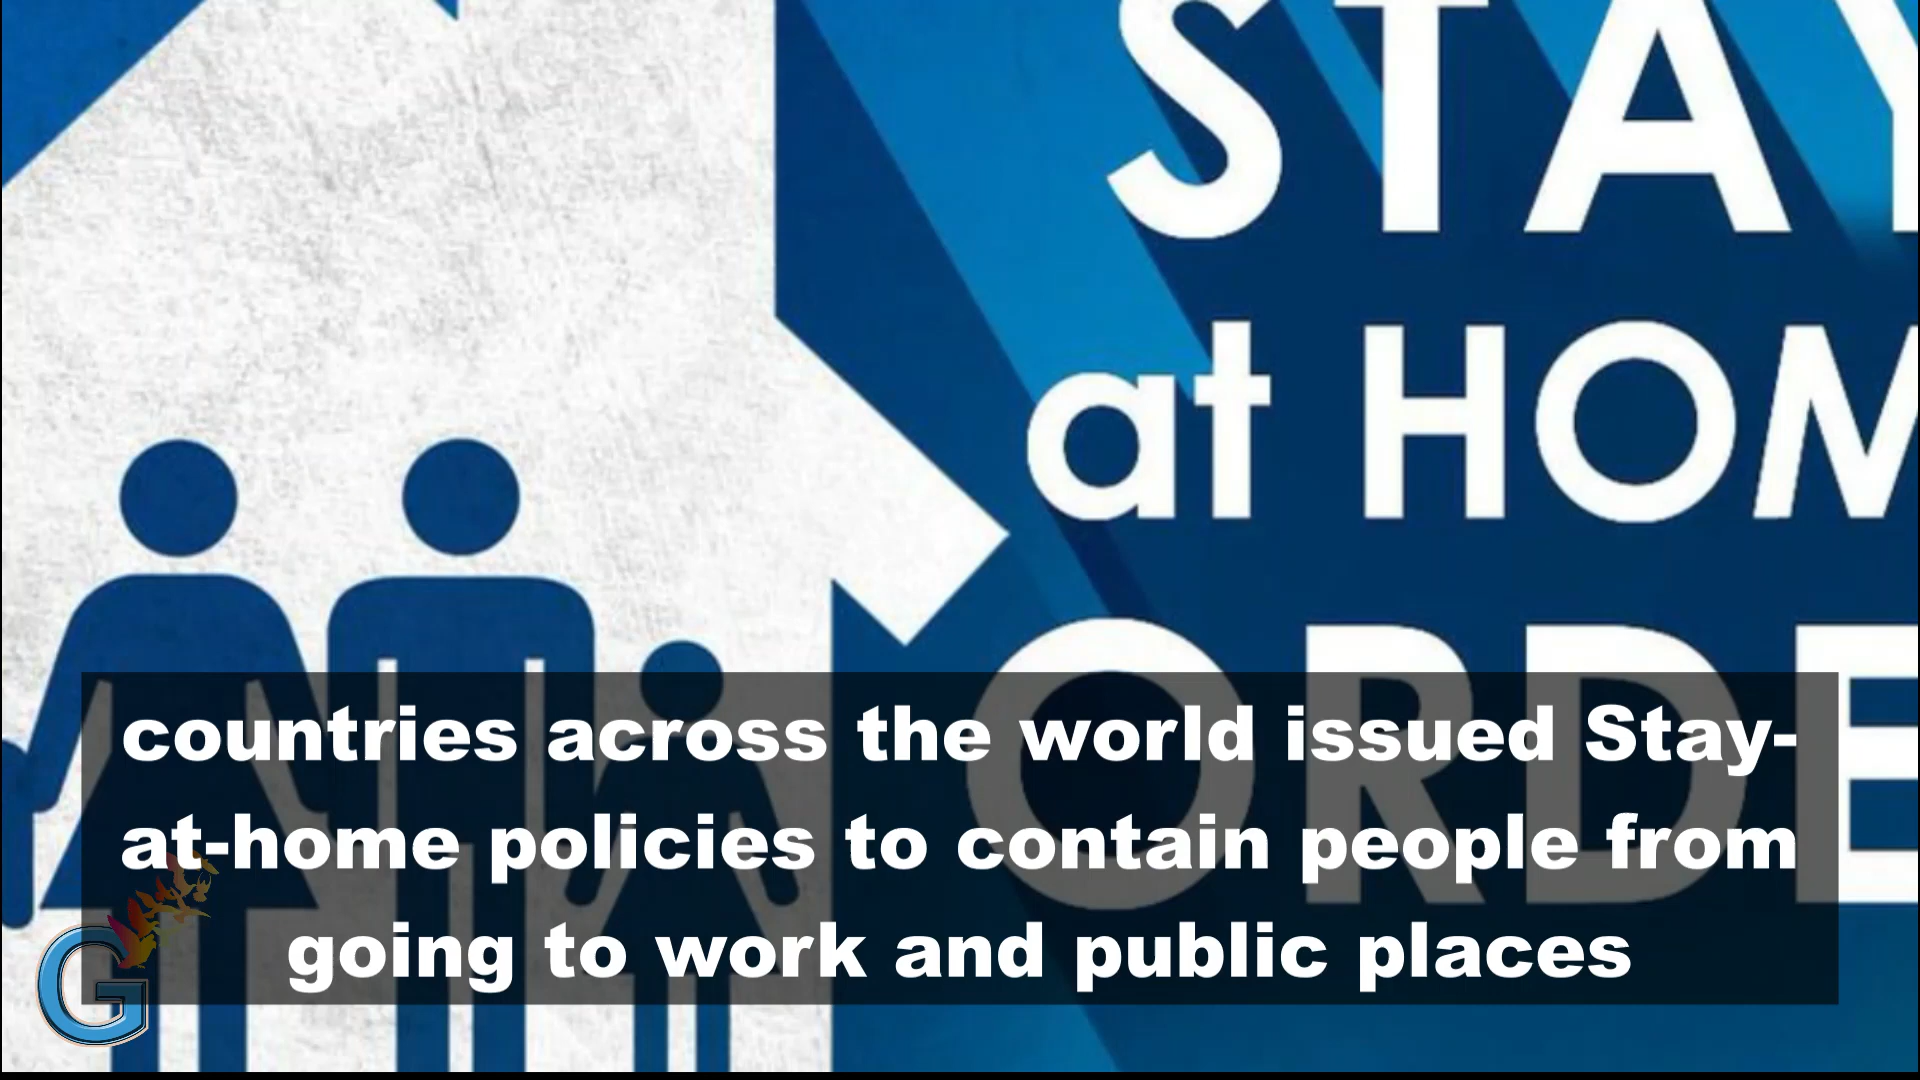 STAY
at HOM
ORDE
countries across the world issued Stay-
at-home policies to contain people from
going to work and public places
G